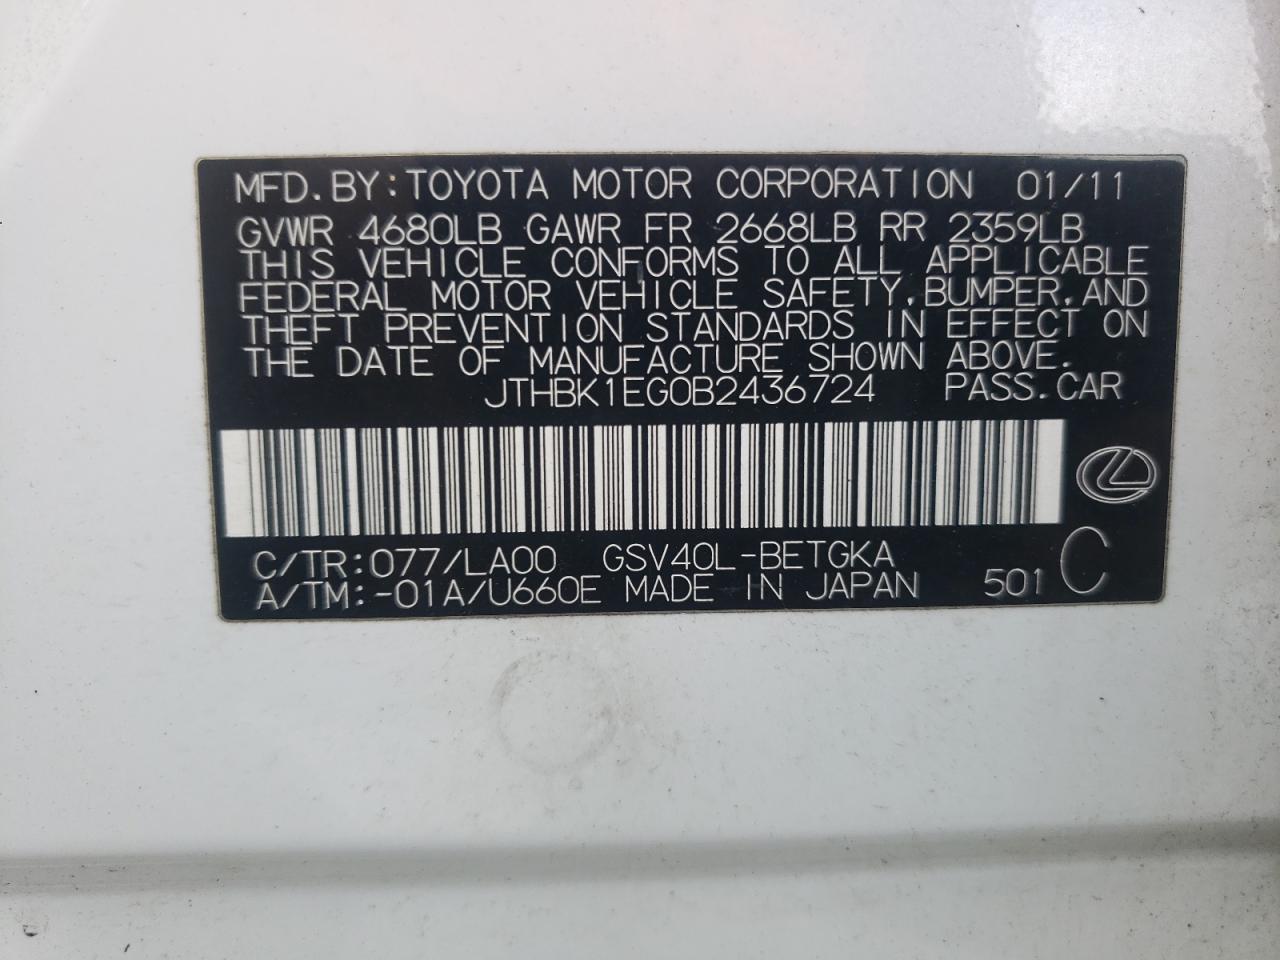 MFD.BY:TOYOTA MOTOR CORPORATION 01/11
GVWR 4680LB GAWR FR 2668LB RR 2359LB
THIS VEHICLE CONFORMS TO ALL APPLICABLE
FEDERAL MOTOR VEHICLE SAFETY,BUMPER,AND
THEFT PREVENTION STANDARDS IN EFFECT ON
THE DATE OF MANUFACTURE SHOWN ABOVE.
JTHBK1EG0B2436724 PASS.CAR
C/TR:077/LA00 GSV40L-BETGKA
A/TM:-01A/U660E MADE IN JAPAN 501 C